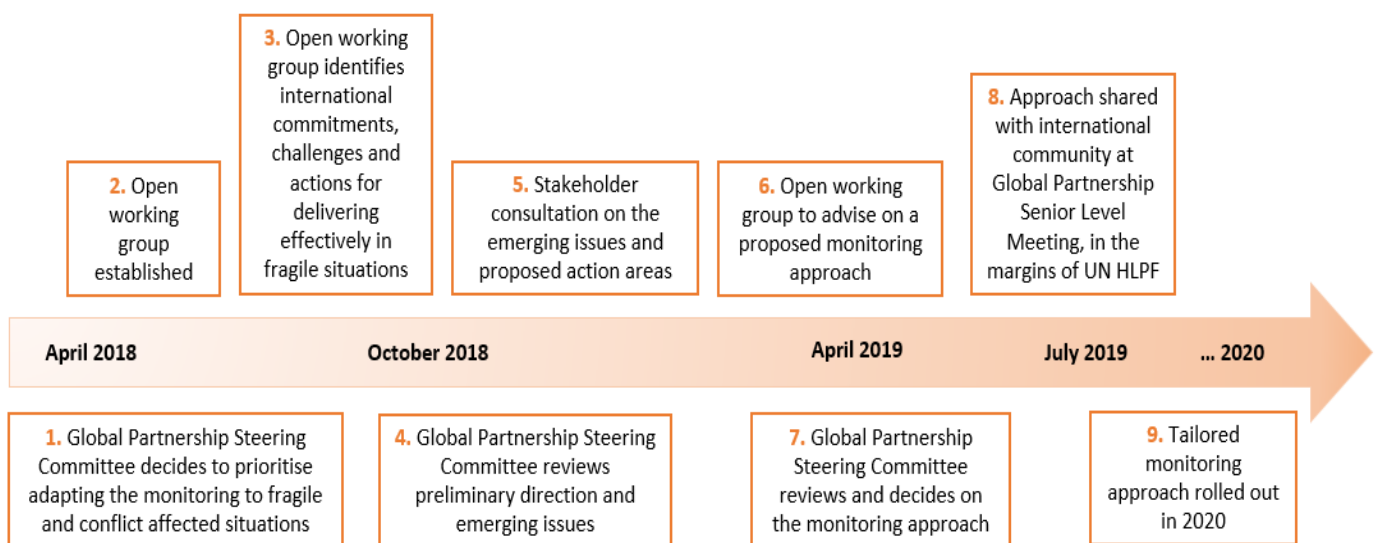 3. Open working
group identifies
international
commitments,
challenges and
actions for
delivering
effectively in
fragile situations
8. Approach shared
with international
community at
Global Partnership
Senior Level
Meeting, in the
margins of UN HLPF
2. Open
working
group
established
5. Stakeholder
consultation on the
emerging issues and
proposed action areas
6. Open working
group to advise on a
proposed monitoring
approach
April 2018
October 2018
April 2019
July 2019
... 2020
1. Global Partnership Steering
Committee decides to prioritise
adapting the monitoring to fragile
and conflict affected situations
4. Global Partnership Steering
Committee reviews
preliminary direction and
emerging issues
7. Global Partnership
Steering Committee
reviews and decides on
the monitoring approach
9. Tailored
monitoring
approach rolled out
in 2020